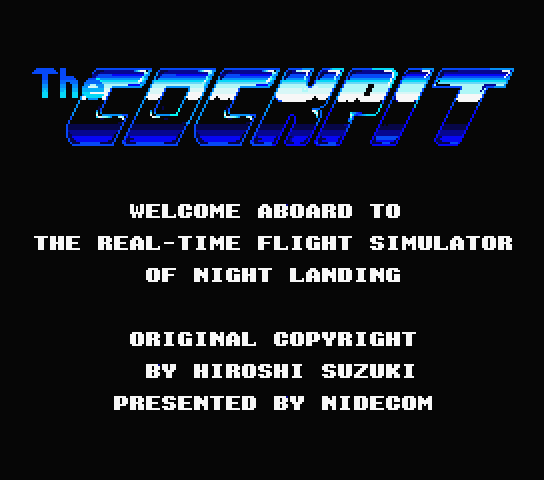 The COCKPIT
WELCOME ABOARD TO
THE REAL-TIME FLIGHT SIMULATOR
OF NIGHT LANDING
ORIGINAL COPYRIGHT
BY HIROSHI SUZUKI
PRESENTED BY NIDECOM